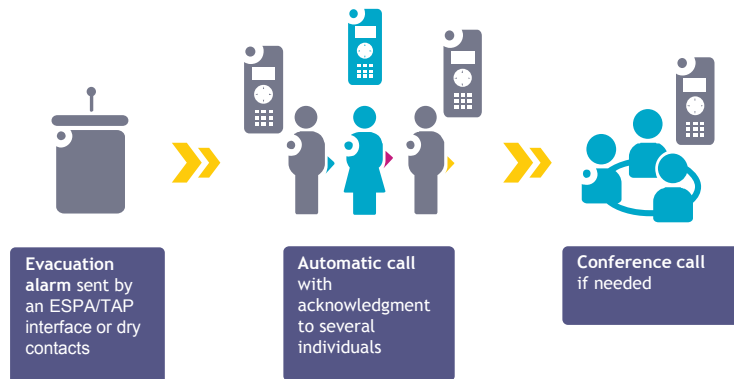 Evacuation
alarm sent by
an ESPA/TAP
interface or dry
contacts
Automatic call
with
acknowledgment
to several
individuals
Conference call
if needed